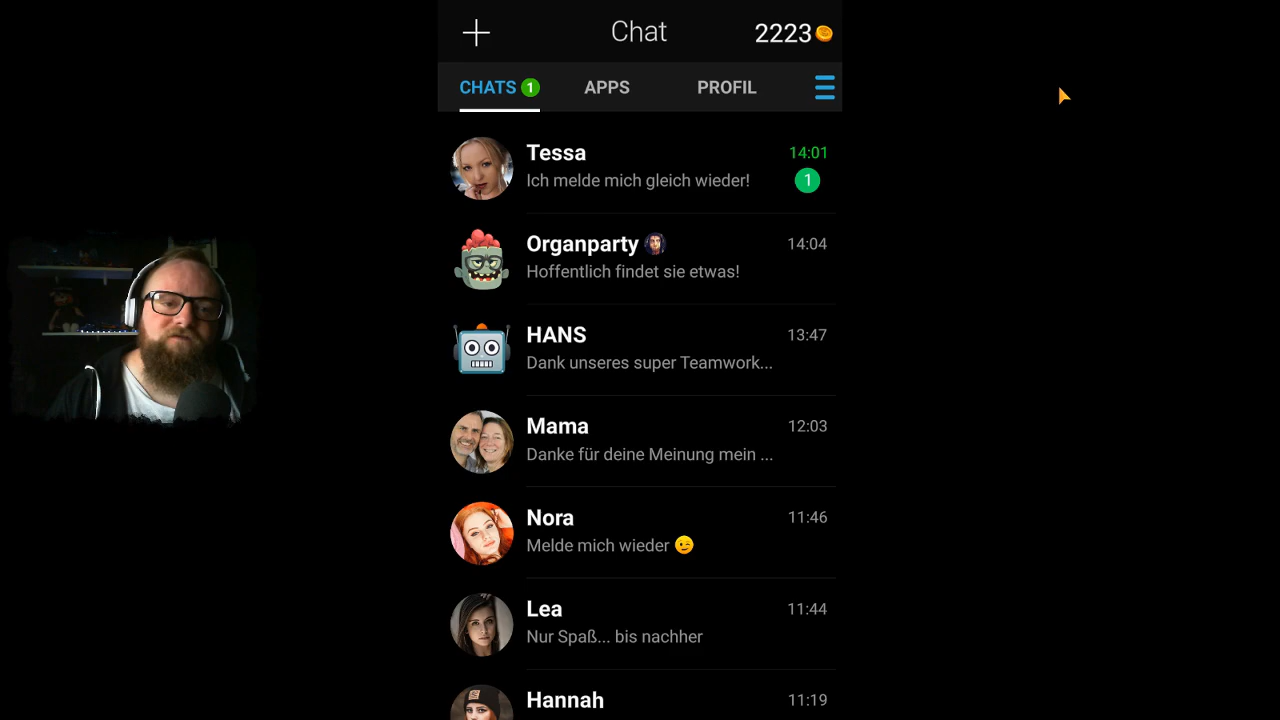 Chat
2223
CHATS 1
APPS
PROFIL
Tessa
14:01
Ich melde mich gleich wieder!
1
Organparty
14:04
Hoffentlich findet sie etwas!
HANS
13:47
Dank unseres super Teamwork...
Mama
12:03
Danke für deine Meinung mein ...
Nora
11:46
Melde mich wieder 😉
Lea
11:44
Nur Spaß... bis nachher
Hannah
11:19